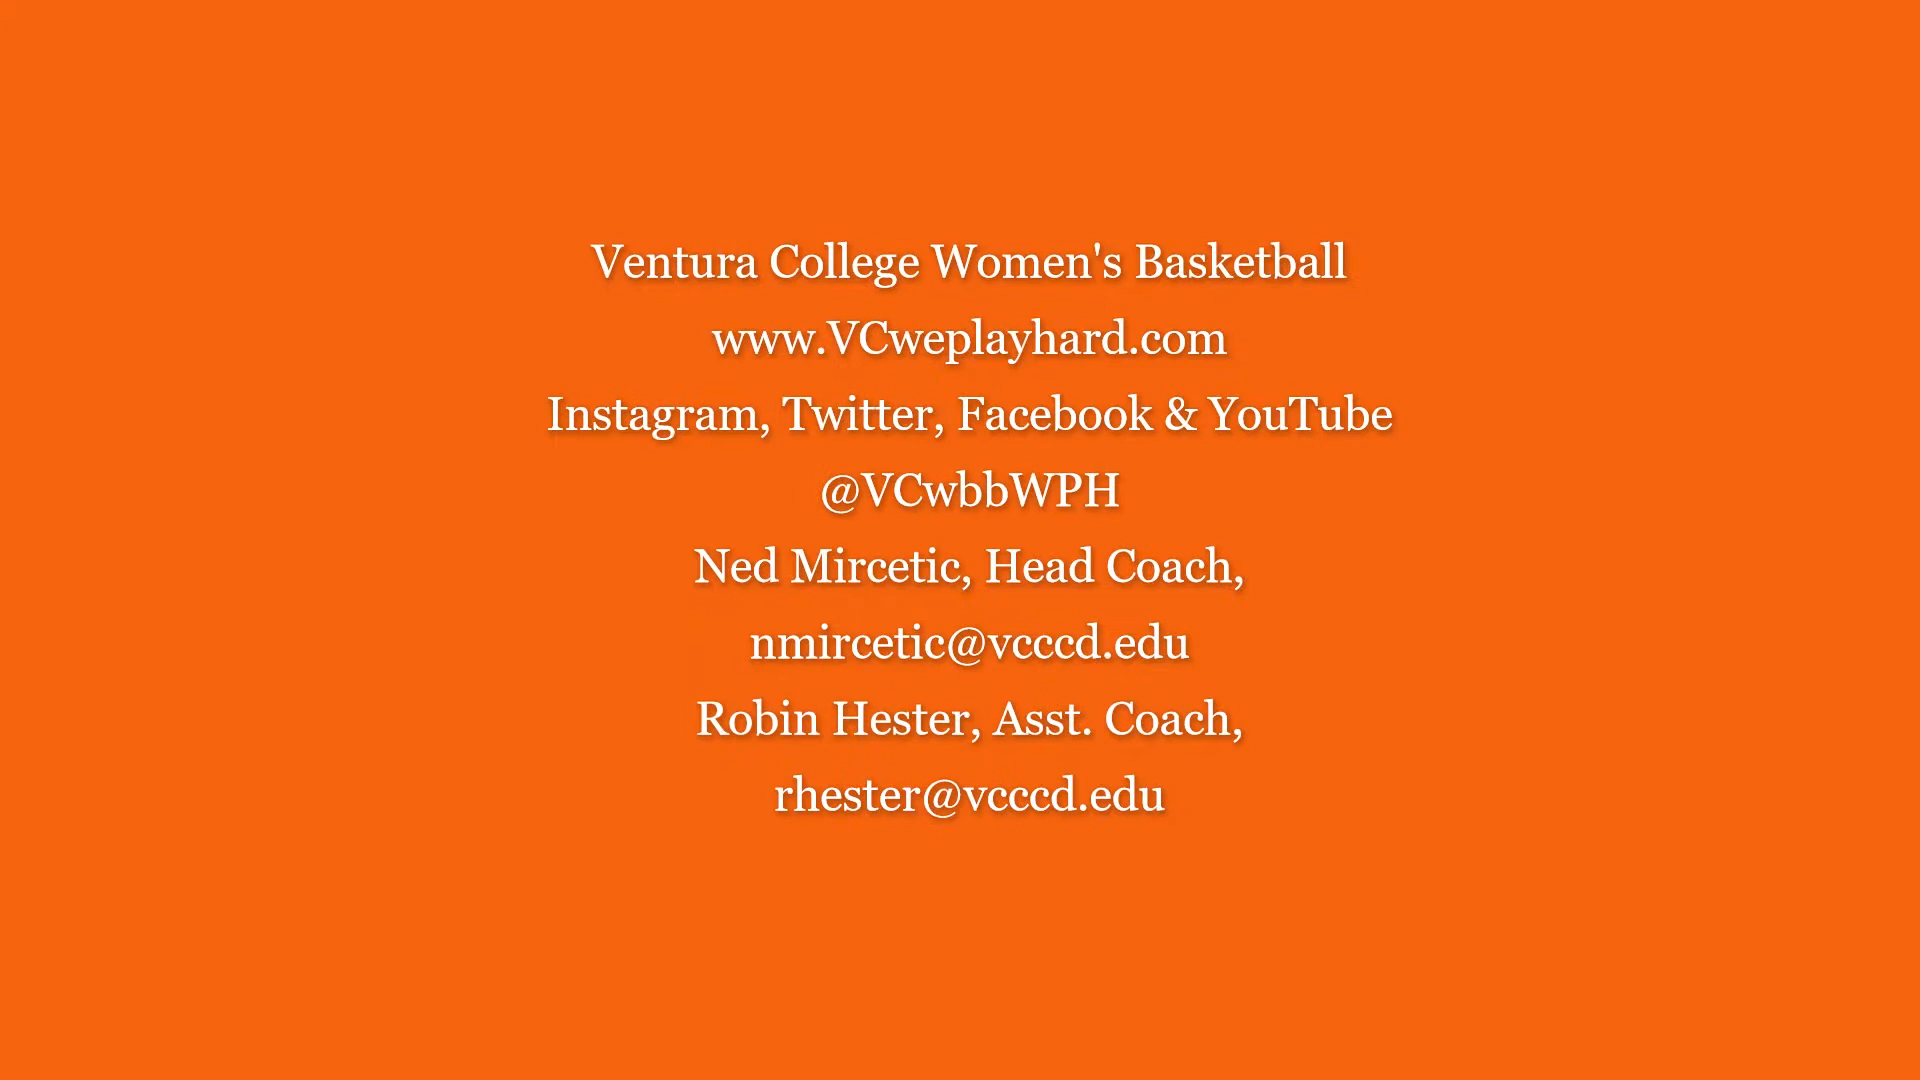 Ventura College Women's Basketball
www.VCweplayhard.com
Instagram, Twitter, Facebook & YouTube
@VCwbbWPH
Ned Mircetic, Head Coach,
nmircetic@vcccd.edu
Robin Hester, Asst. Coach,
rhester@vcccd.edu